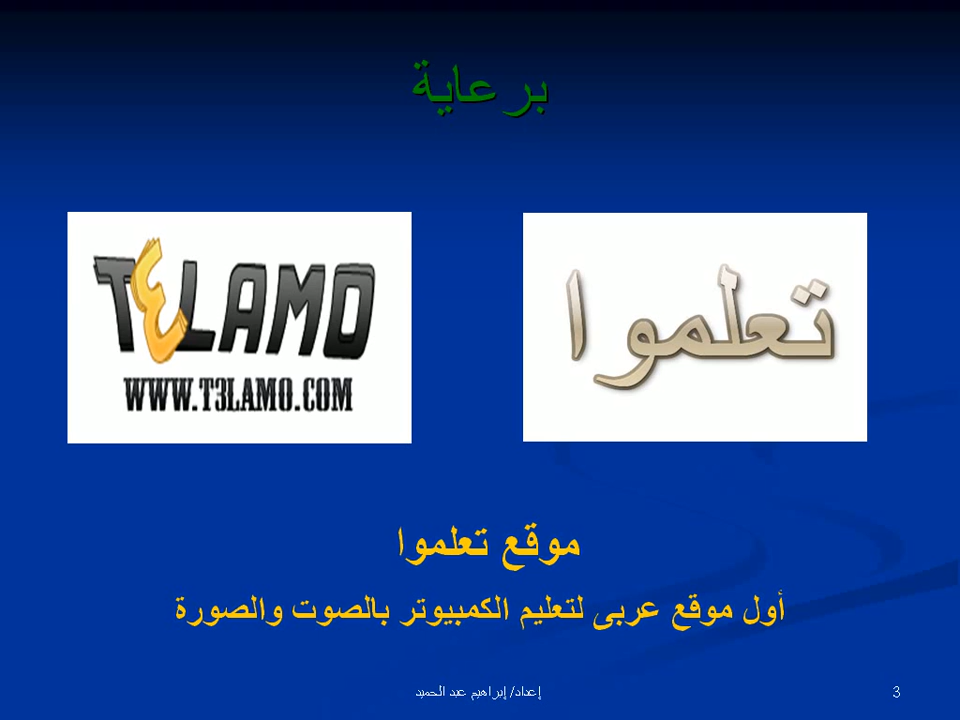 برعاية
تعلموا
TعLAMO
WWW.T3LAMO.COM
موقع تعلموا
أول موقع عربى لتعليم الكمبيوتر بالصوت والصورة
إعداد/ إبراهيم عبد الحميد
3